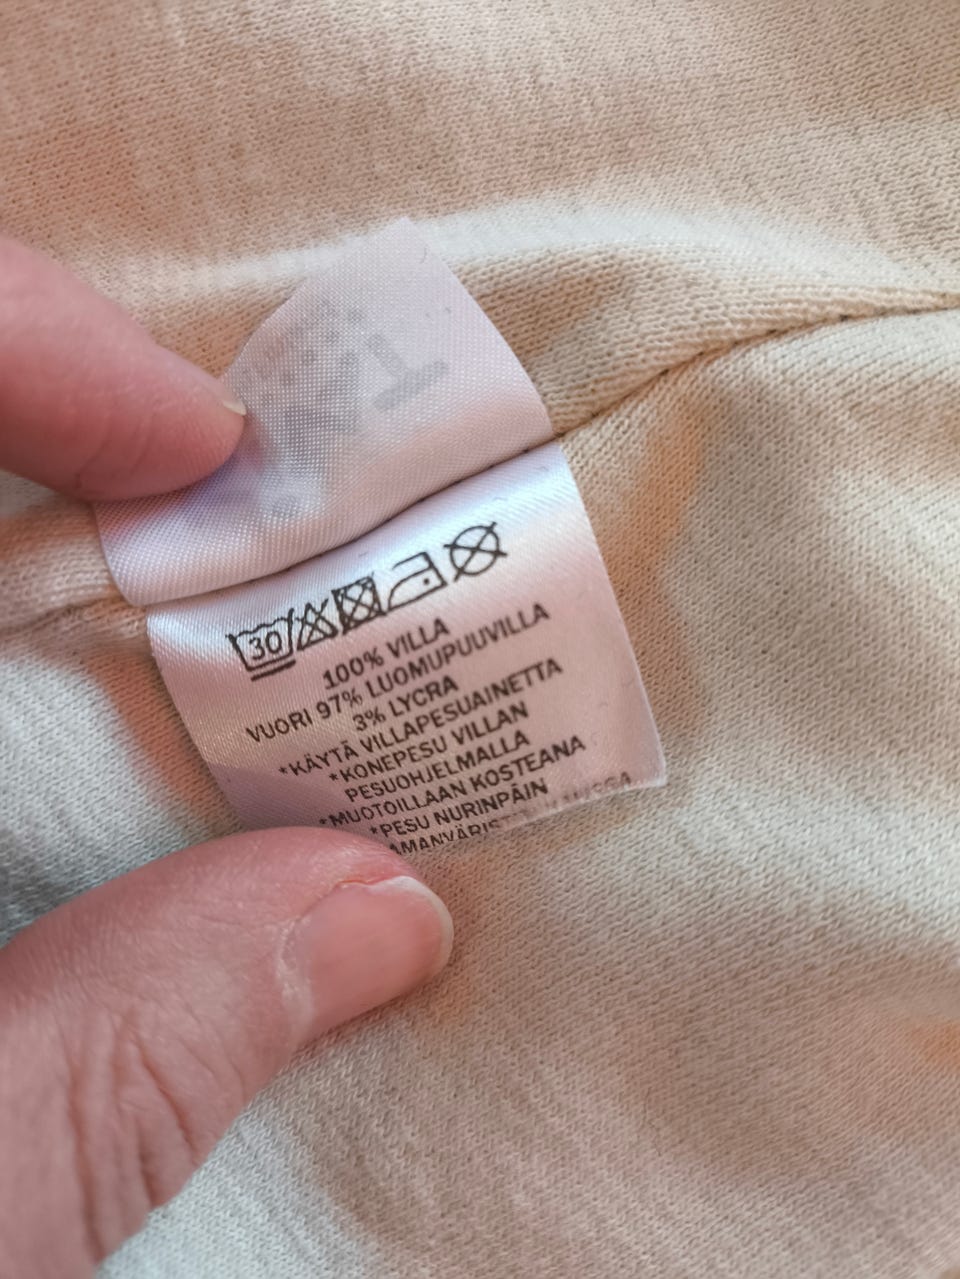 30
100% VILLA
VUORI 97% LUOMUPUUVILLA
3% LYCRA
*KÄYTÄ VILLAPESUAINETTA
*KONEPESU VILLAN
PESUOHJELMALLA
*MUOTOILLAAN KOSTEANA
*PESU NURINPÄIN